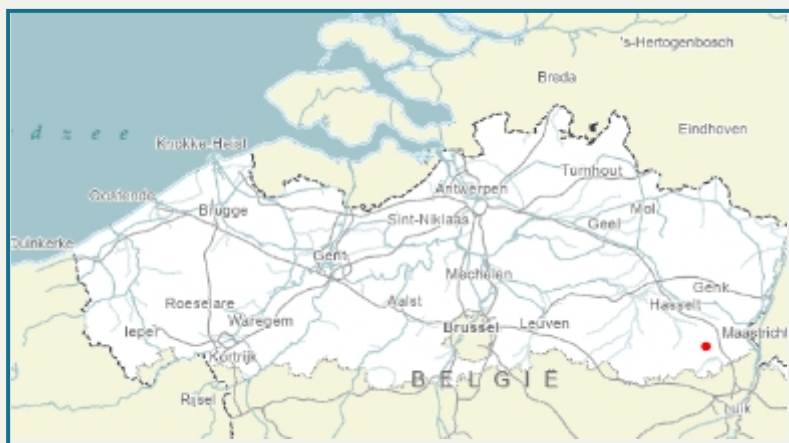 's-Hertogenbosch
Breda
Eindhoven
dzee
Knokke-Heist
Turnhout
Antwerpen
Oostende
Brugge
Sint-Niklaas
Geel
Mol
Duinkerke
Gent
Mechelen
Genk
Roeselare
Aalst
Hasselt
Ieper
Waregem
Brussel
Leuven
Maastricht
Kortrijk
BELGIË
Rijsel
Luik